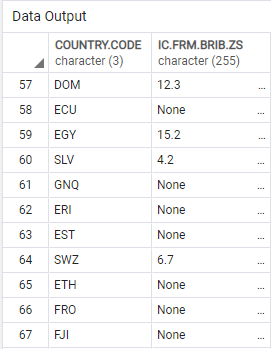 Data Output
COUNTRY.CODE IC.FRM.BRIB.ZS
character (3) character (255)
57 DOM 12.3 ...
58 ECU None ...
59 EGY 15.2 ...
60 SLV 4.2 ...
61 GNQ None ...
62 ERI None ...
63 EST None ...
64 SWZ 6.7 ...
65 ETH None ...
66 FRO None ...
67 FJI None ...